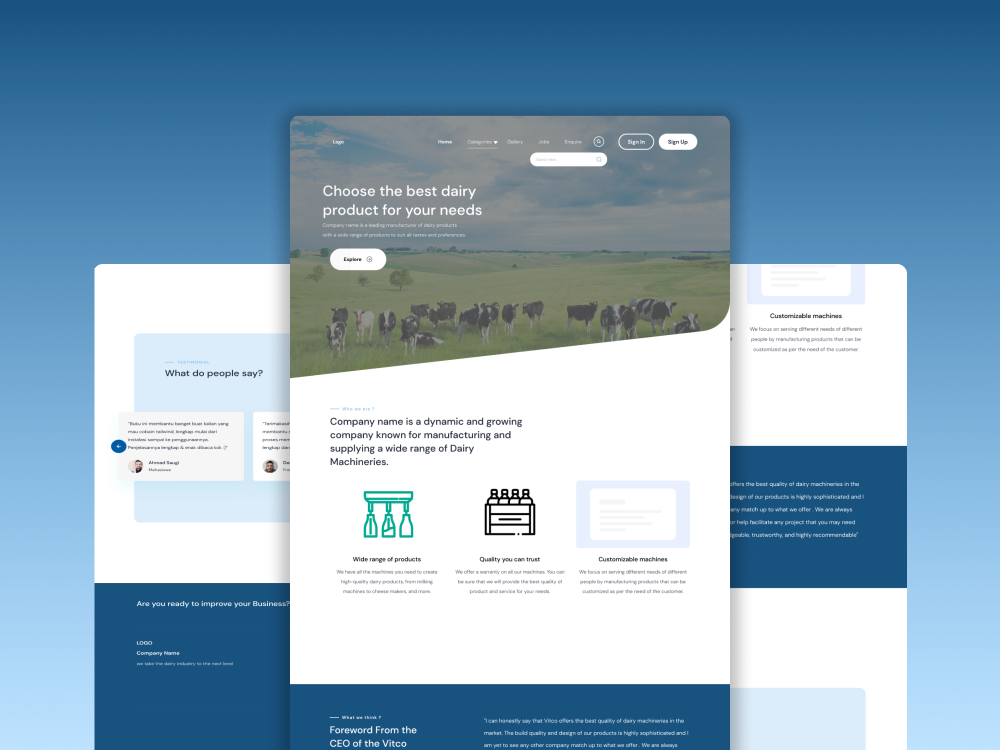 Logo
Home
Categories
Gallery
Jobs
Enquire
Sign In
Sign Up
Choose the best dairy
product for your needs
Company name is a leading manufacturer of dairy products
with a wide range of products to suit all tastes and preferences.
Explore
Who we are ?
Company name is a dynamic and growing
company known for manufacturing and
supplying a wide range of Dairy
Machineries.
Wide range of products
We have all the machines you need to create
high-quality dairy products, from milking
machines to cheese makers, and more.
Quality you can trust
We offer a warranty on all our machines. You can
be sure that we will provide the best quality of
product and service for your needs.
Customizable machines
We focus on serving different needs of different
people by manufacturing products that can be
customized as per the need of the customer.
What we think ?
Foreword From the
CEO of the Vitco
"I can honestly say that Vitco offers the best quality of dairy machineries in the
market. The build quality and design of our products is highly sophisticated and I
am yet to see any other company match up to what we offer . We are always
TESTIMONIAL
What do people say?
"Buku ini membantu banget buat kalian yang
mau cobain tailwind; lengkap mulai dari
instalasi sampai ke penggunaannya.
Penjelasannya lengkap & enak dibaca kok :)"
Ahmad Saugi
Mahasiswa
"Terimakasih
membantu
proses
lengkap
Are you ready to improve your Business?
LOGO
Company Name
we take the dairy industry to the next level
Customizable machines
We focus on serving different needs of different
people by manufacturing products that can be
customized as per the need of the customer
offers the best quality of dairy machineries in the
design of our products is highly sophisticated and I
any match up to what we offer . We are always
or help facilitate any project that you may need
dgeable, trustworthy, and highly recommendable"